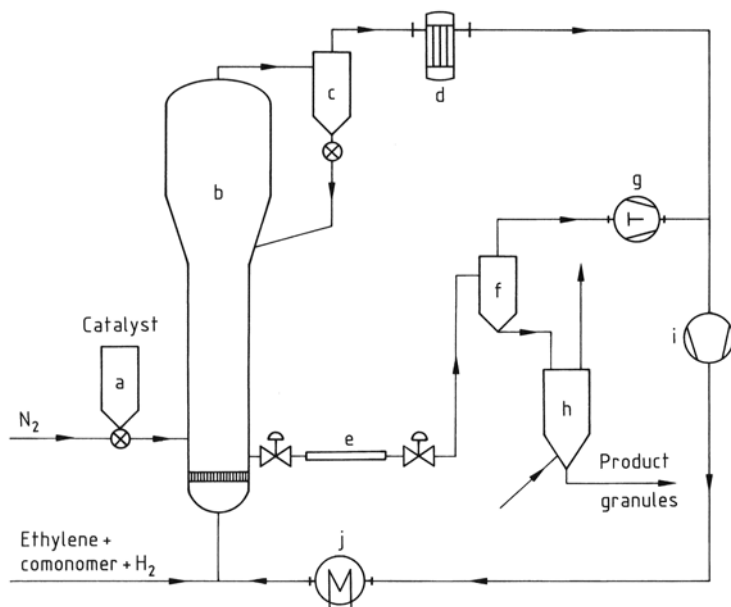 d
c
b
g
f
Catalyst
i
a
h
N2
e
Product
granules
Ethylene +
comonomer + H2
j